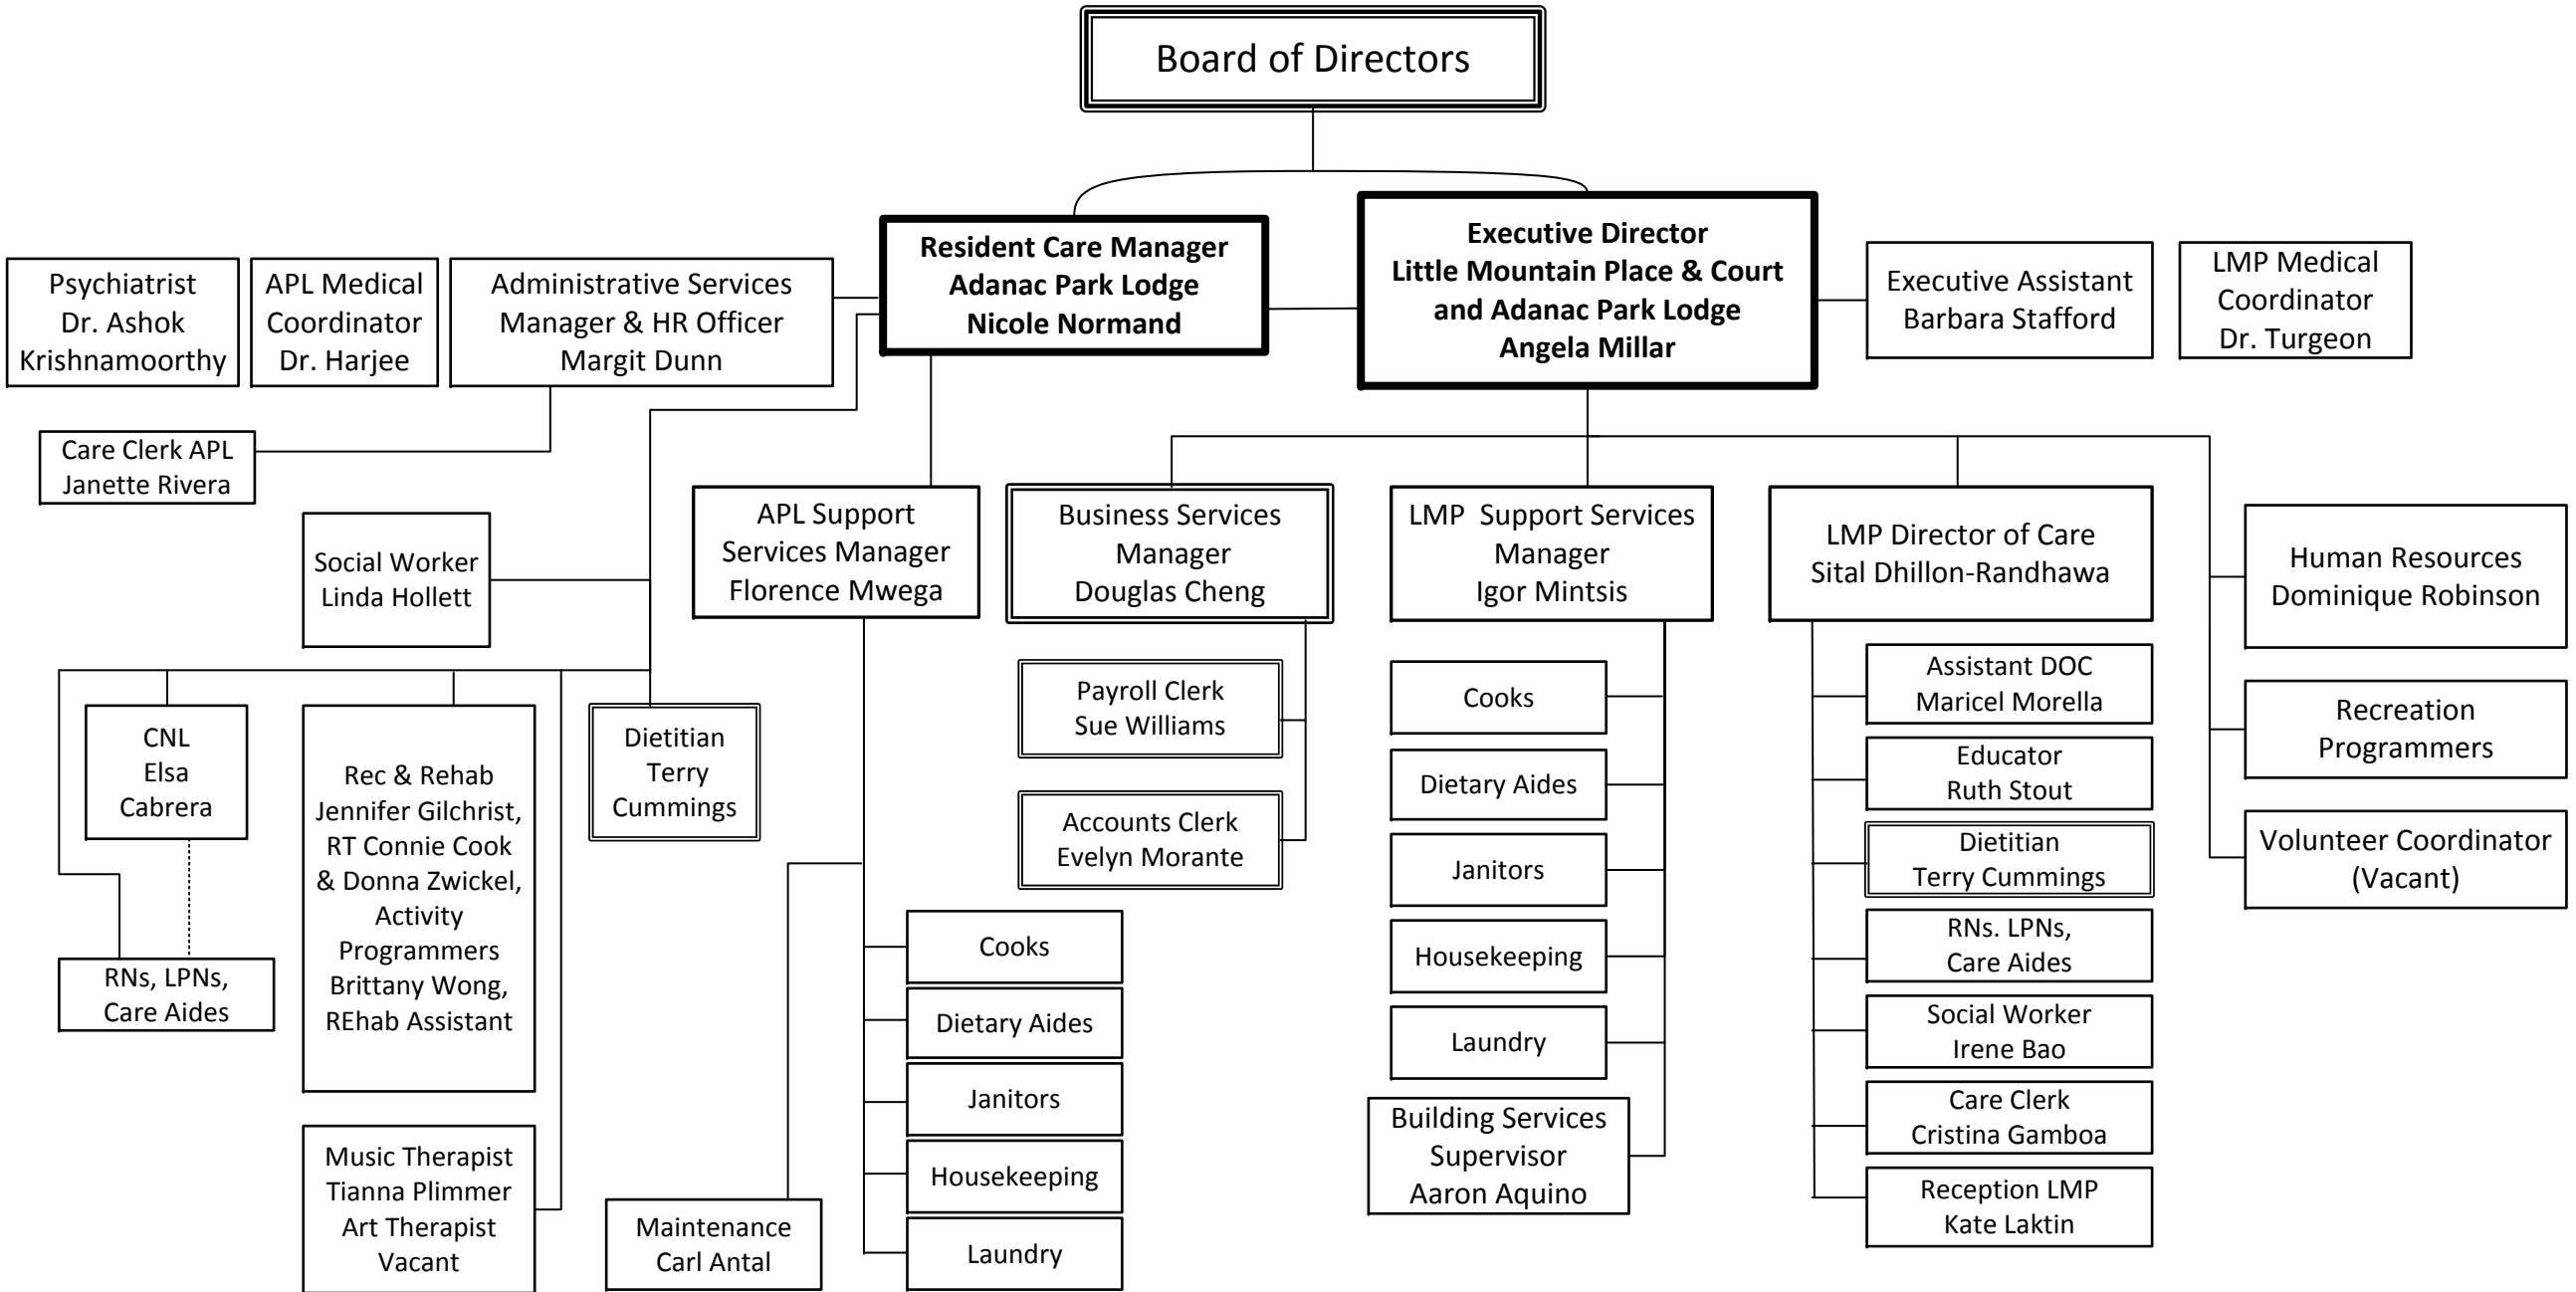 Board of Directors
Resident Care Manager
Adanac Park Lodge
Nicole Normand
Executive Director
Little Mountain Place & Court
and Adanac Park Lodge
Angela Millar
Psychiatrist
Dr. Ashok
Krishnamoorthy
APL Medical
Coordinator
Dr. Harjee
Administrative Services
Manager & HR Officer
Margit Dunn
Executive Assistant
Barbara Stafford
LMP Medical
Coordinator
Dr. Turgeon
Care Clerk APL
Janette Rivera
Social Worker
Linda Hollett
APL Support
Services Manager
Florence Mwega
Business Services
Manager
Douglas Cheng
LMP Support Services
Manager
Igor Mintsis
LMP Director of Care
Sital Dhillon-Randhawa
Human Resources
Dominique Robinson
Recreation
Programmers
Volunteer Coordinator
(Vacant)
CNL
Elsa
Cabrera
RNs, LPNs,
Care Aides
Rec & Rehab
Jennifer Gilchrist,
RT Connie Cook
& Donna Zwickel,
Activity
Programmers
Brittany Wong,
REhab Assistant
Music Therapist
Tianna Plimmer
Art Therapist
Vacant
Dietitian
Terry
Cummings
Maintenance
Carl Antal
Cooks
Dietary Aides
Janitors
Housekeeping
Laundry
Payroll Clerk
Sue Williams
Accounts Clerk
Evelyn Morante
Cooks
Dietary Aides
Janitors
Housekeeping
Laundry
Building Services
Supervisor
Aaron Aquino
Assistant DOC
Maricel Morella
Educator
Ruth Stout
Dietitian
Terry Cummings
RNs. LPNs,
Care Aides
Social Worker
Irene Bao
Care Clerk
Cristina Gamboa
Reception LMP
Kate Laktin